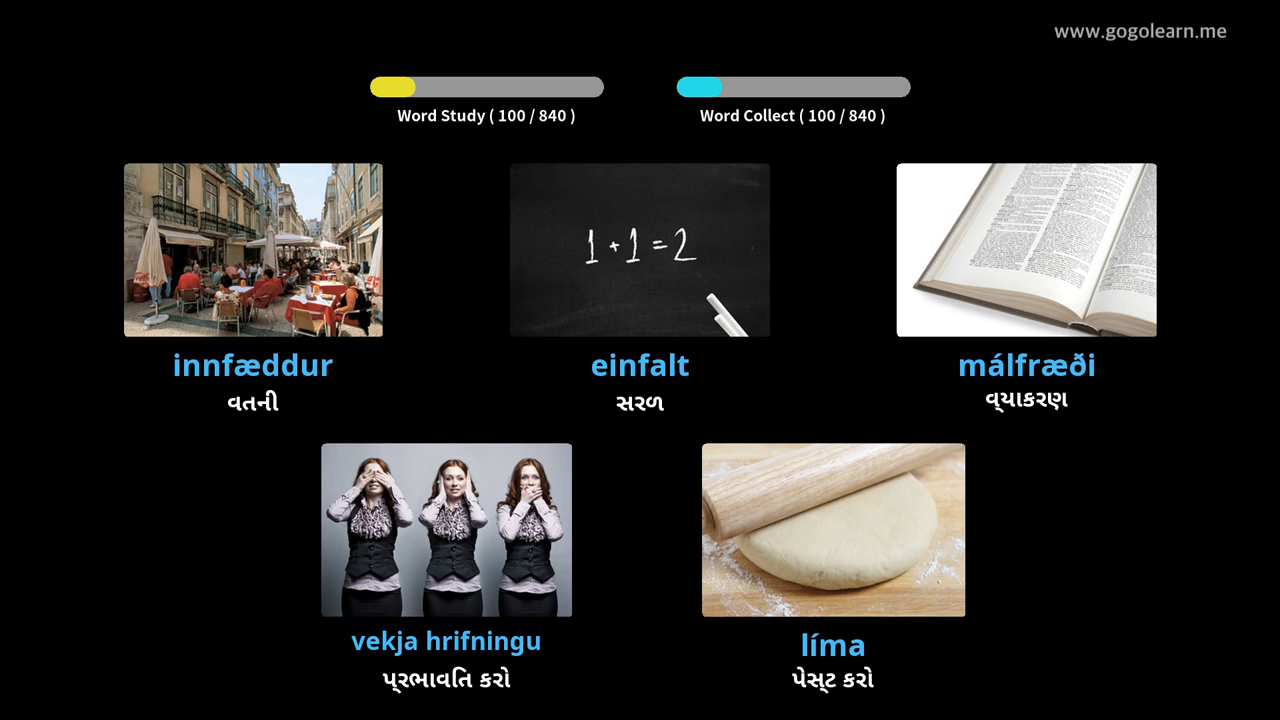 www.gogolearn.me
Word Study ( 100 / 840 )
Word Collect ( 100 / 840 )
innfæddur
વતની
einfalt
સરળ
málfræði
વ્યાકરણ
1 + 1 = 2
vekja hrifningu
પ્રભાવતિ કરો
líma
પેસ્ટ કરો